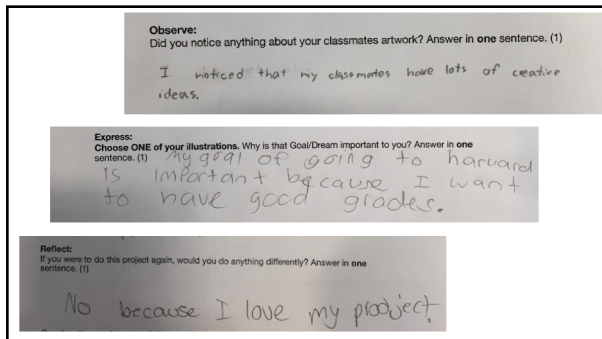 Observe:
Did you notice anything about your classmates artwork? Answer in one sentence. (1)
I noticed that my classmates have lots of creative
ideas.
Express:
Choose ONE of your illustrations. Why is that Goal/Dream important to you? Answer in one
sentence. (1) My goal of going to harvard
is important because I want
to have good grades.
Reflect:
If you were to do this project again, would you do anything differently? Answer in one
sentence. (1)
No because I love my prodject.